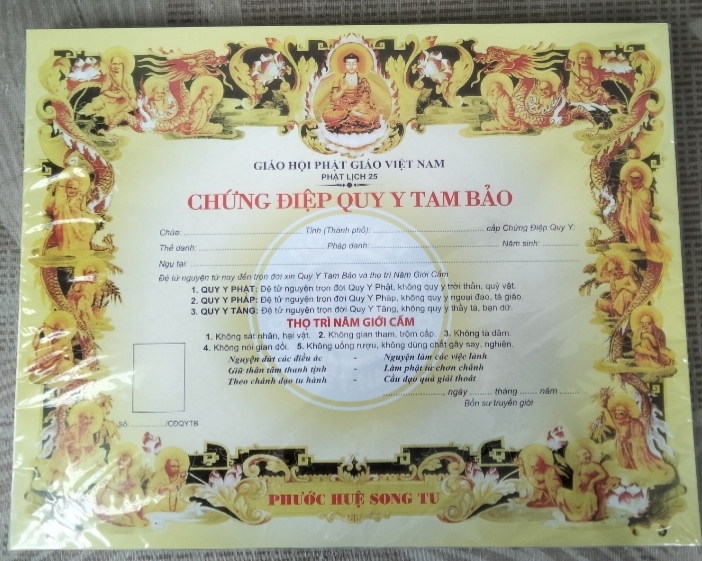 GIÁO HỘI PHẬT GIÁO VIỆT NAM
PHẬT LỊCH 25
CHỨNG ĐIỆP QUY Y TAM BẢO
Chùa: ........................ Tỉnh (Thành phố): ........................ cấp Chứng Điệp Quy Y:
Thế danh: ........................ Pháp danh: ........................ Năm sinh: ............
Ngụ tại: ........................
Đệ tử nguyện từ nay đến trọn đời xin Quy Y Tam Bảo và thọ trì Năm Giới Cấm
1. QUY Y PHẬT: Đệ tử nguyện trọn đời Quy Y Phật, không quy y trời thần, quỷ vật.
2. QUY Y PHÁP: Đệ tử nguyện trọn đời Quy Y Pháp, không quy y ngoại đạo, tà giáo.
3. QUY Y TĂNG: Đệ tử nguyện trọn đời Quy Y Tăng, không quy y thầy tà, bạn dữ.
THỌ TRÌ NĂM GIỚI CẤM
1. Không sát nhân, hại vật. 2. Không gian tham, trộm cắp. 3. Không tà dâm.
4. Không nói gian dối. 5. Không uống rượu, không dùng chất gây say, nghiện.
Nguyện dứt các điều ác - Nguyện làm các việc lành
Giữ thân tâm thanh tịnh - Làm phật tử chơn chánh
Theo chánh đạo tu hành - Cầu đạo quả giải thoát
................, ngày ........ tháng ....... năm ........
Bổn sư truyền giới
Số: ............/CĐQYTB
PHƯỚC HUỆ SONG TU